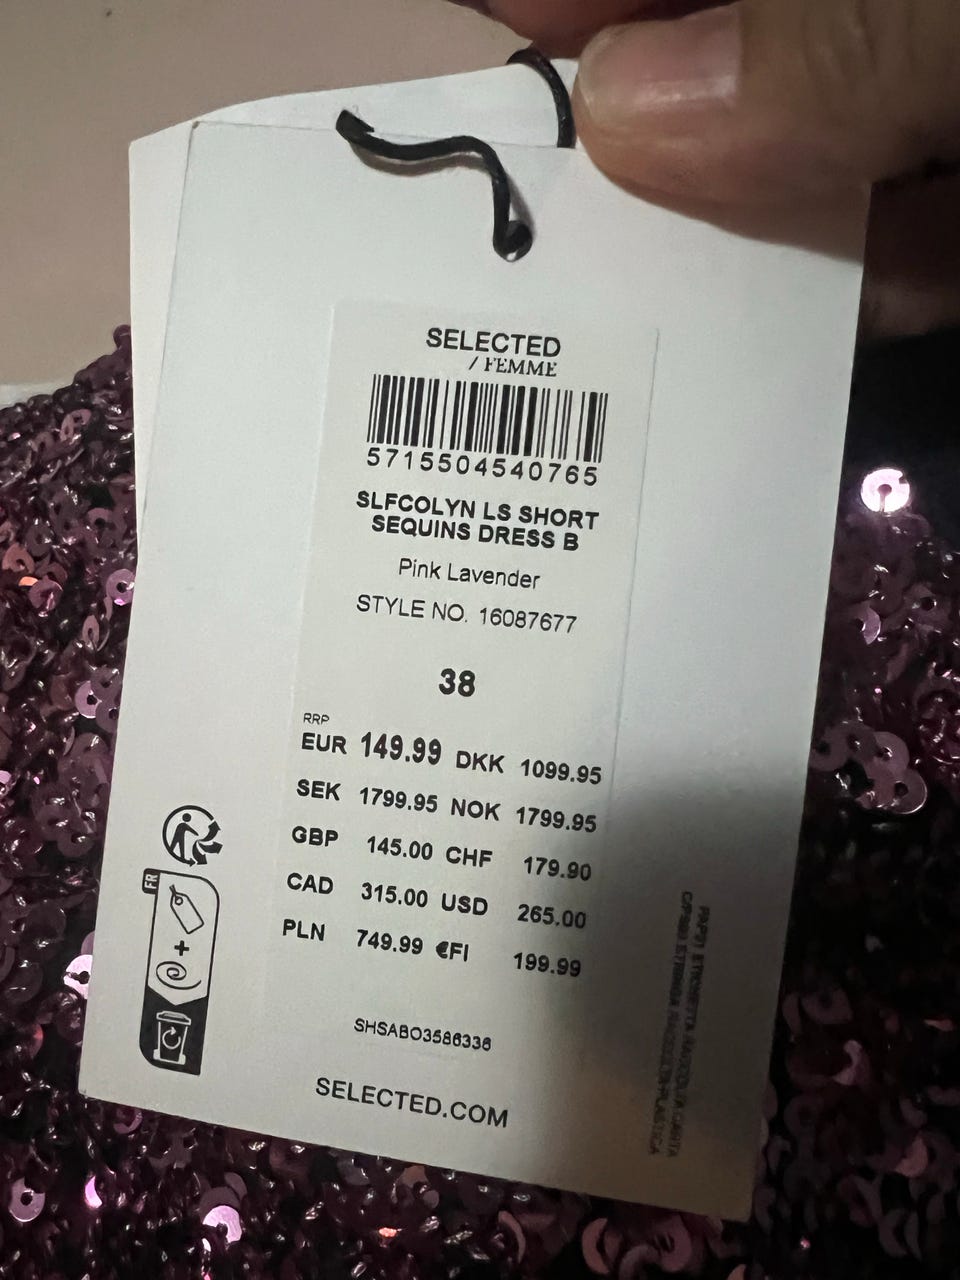 SELECTED
/ FEMME
5715504540765
SLFCOLYN LS SHORT
SEQUINS DRESS B
Pink Lavender
STYLE NO. 16087677
38
RRP
EUR 149.99 DKK 1099.95
SEK 1799.95 NOK 1799.95
GBP 145.00 CHF 179.90
CAD 315.00 USD 265.00
PLN 749.99 €FI 199.99
SHSABO3586336
SELECTED.COM
FR